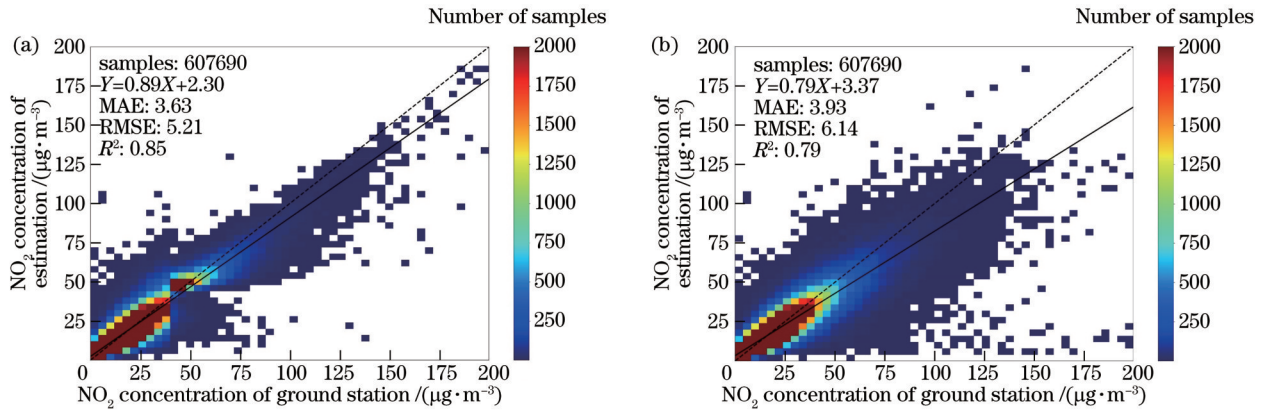 Number of samples
(a)
200
175
150
125
100
75
50
25
samples: 607690
Y=0.89X+2.30
MAE: 3.63
RMSE: 5.21
R²: 0.85
NO₂ concentration of
estimation /(μg·m⁻³)
0 25 50 75 100 125 150 175 200
NO₂ concentration of ground station /(μg·m⁻³)
2000
1750
1500
1250
1000
750
500
250
Number of samples
(b)
200
175
150
125
100
75
50
25
samples: 607690
Y=0.79X+3.37
MAE: 3.93
RMSE: 6.14
R²: 0.79
NO₂ concentration of
estimation /(μg·m⁻³)
0 25 50 75 100 125 150 175 200
NO₂ concentration of ground station /(μg·m⁻³)
2000
1750
1500
1250
1000
750
500
250